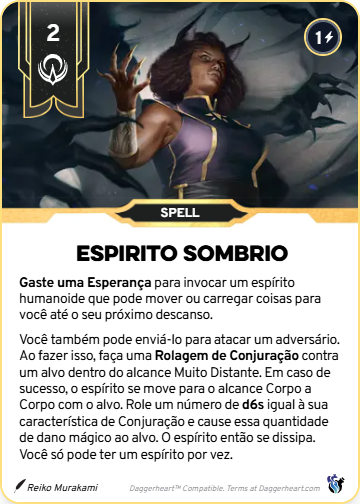 2
1
SPELL
ESPIRITO SOMBRIO
Gaste uma Esperança para invocar um espírito
humanoide que pode mover ou carregar coisas para
você até o seu próximo descanso.
Você também pode enviá-lo para atacar um adversário.
Ao fazer isso, faça uma Rolagem de Conjuração contra
um alvo dentro do alcance Muito Distante. Em caso de
sucesso, o espírito se move para o alcance Corpo a
Corpo com o alvo. Role um número de d6s igual à sua
característica de Conjuração e cause essa quantidade
de dano mágico ao alvo. O espírito então se dissipa.
Você só pode ter um espírito por vez.
Reiko Murakami
Daggerheart™ Compatible. Terms at Daggerheart.com